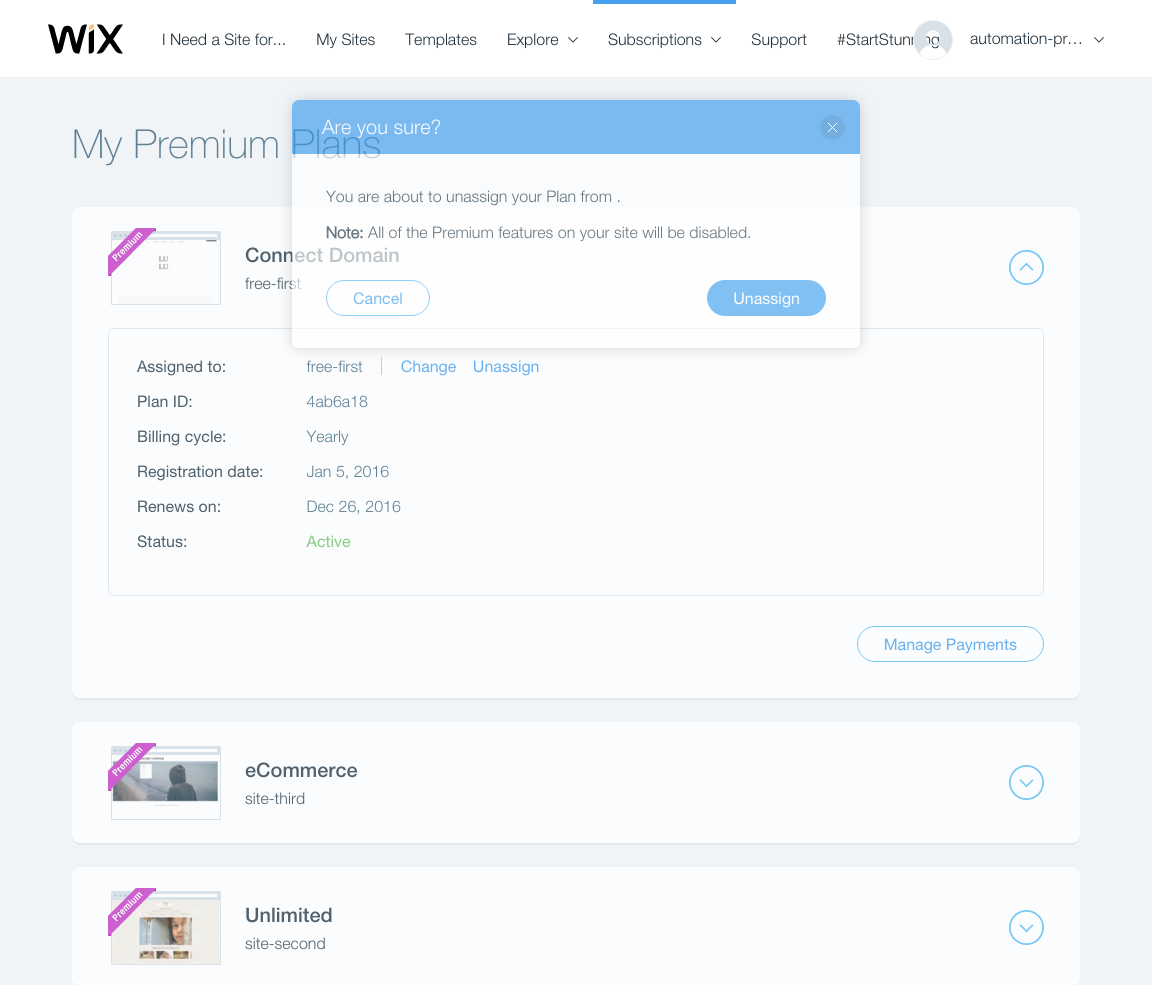 WiX
I Need a Site for...
My Sites
Templates
Explore
Subscriptions
Support
#StartStunning
automation-pr...
My Premium Plans
Are you sure?
You are about to unassign your Plan from .
Note: All of the Premium features on your site will be disabled.
Cancel
Unassign
Premium
Connect Domain
free-first
Assigned to:
free-first
Change
Unassign
Plan ID:
4ab6a18
Billing cycle:
Yearly
Registration date:
Jan 5, 2016
Renews on:
Dec 26, 2016
Status:
Active
Manage Payments
Premium
eCommerce
site-third
Premium
Unlimited
site-second